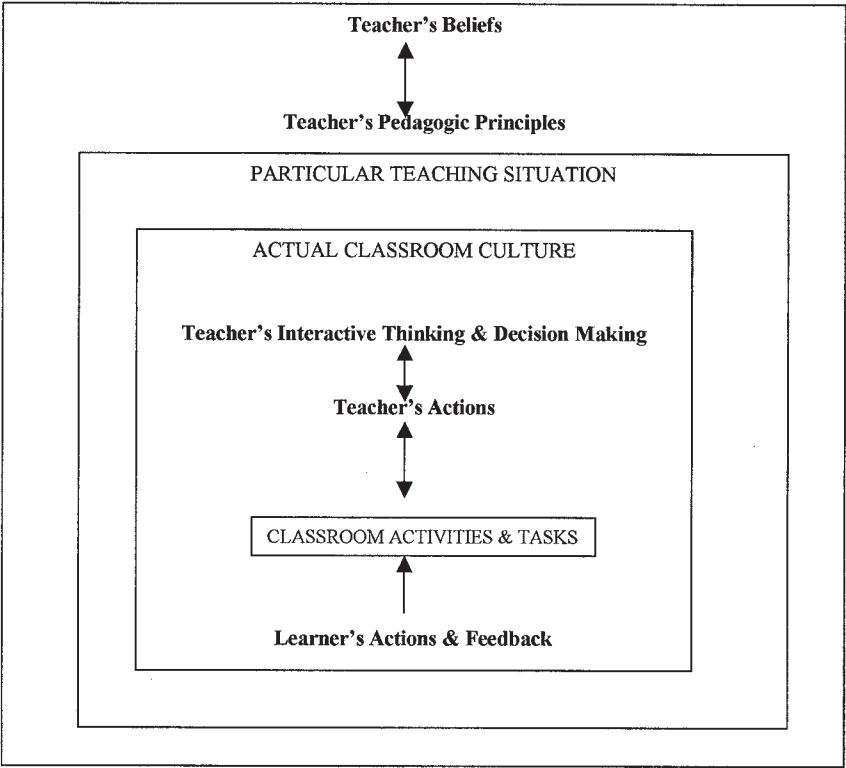 Teacher's Beliefs
Teacher's Pedagogic Principles
PARTICULAR TEACHING SITUATION
ACTUAL CLASSROOM CULTURE
Teacher's Interactive Thinking & Decision Making
Teacher's Actions
CLASSROOM ACTIVITIES & TASKS
Learner's Actions & Feedback